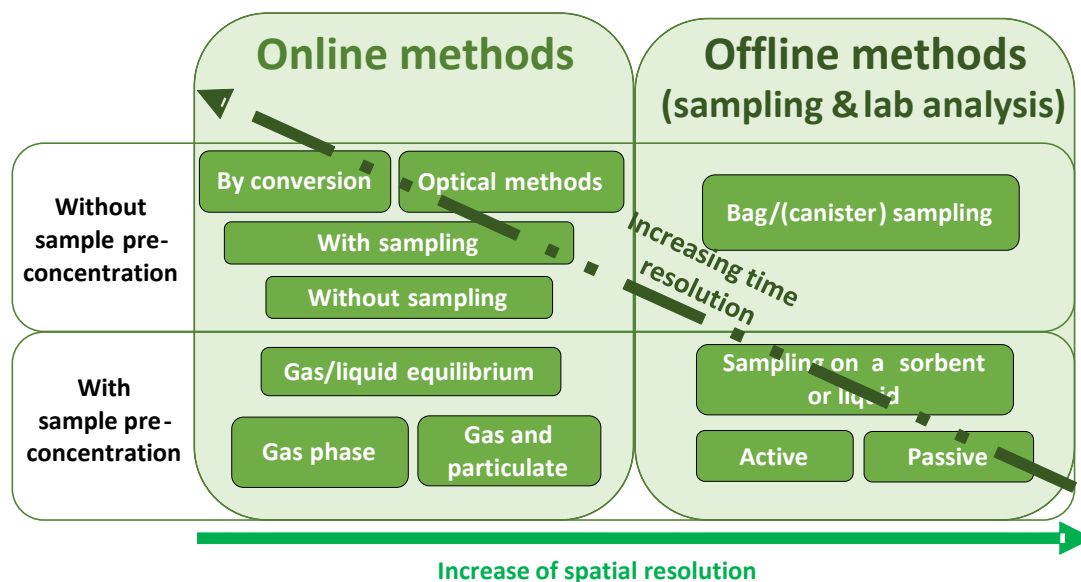 Online methods
Offline methods
(sampling & lab analysis)
Without
sample pre-
concentration
By conversion
Optical methods
With sampling
Without sampling
Bag/(canister) sampling
Increasing time
resolution
With
sample pre-
concentration
Gas/liquid equilibrium
Gas phase
Gas and
particulate
Sampling on a sorbent
or liquid
Active
Passive
Increase of spatial resolution